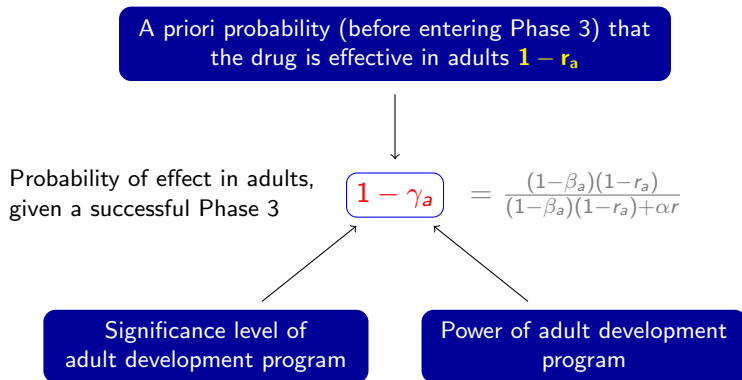 A priori probability (before entering Phase 3) that
the drug is effective in adults 1 − r_a
Probability of effect in adults,
given a successful Phase 3
1 − γ_a = \frac{(1−β_a)(1−r_a)}{(1−β_a)(1−r_a)+αr}
Significance level of
adult development program
Power of adult development
program